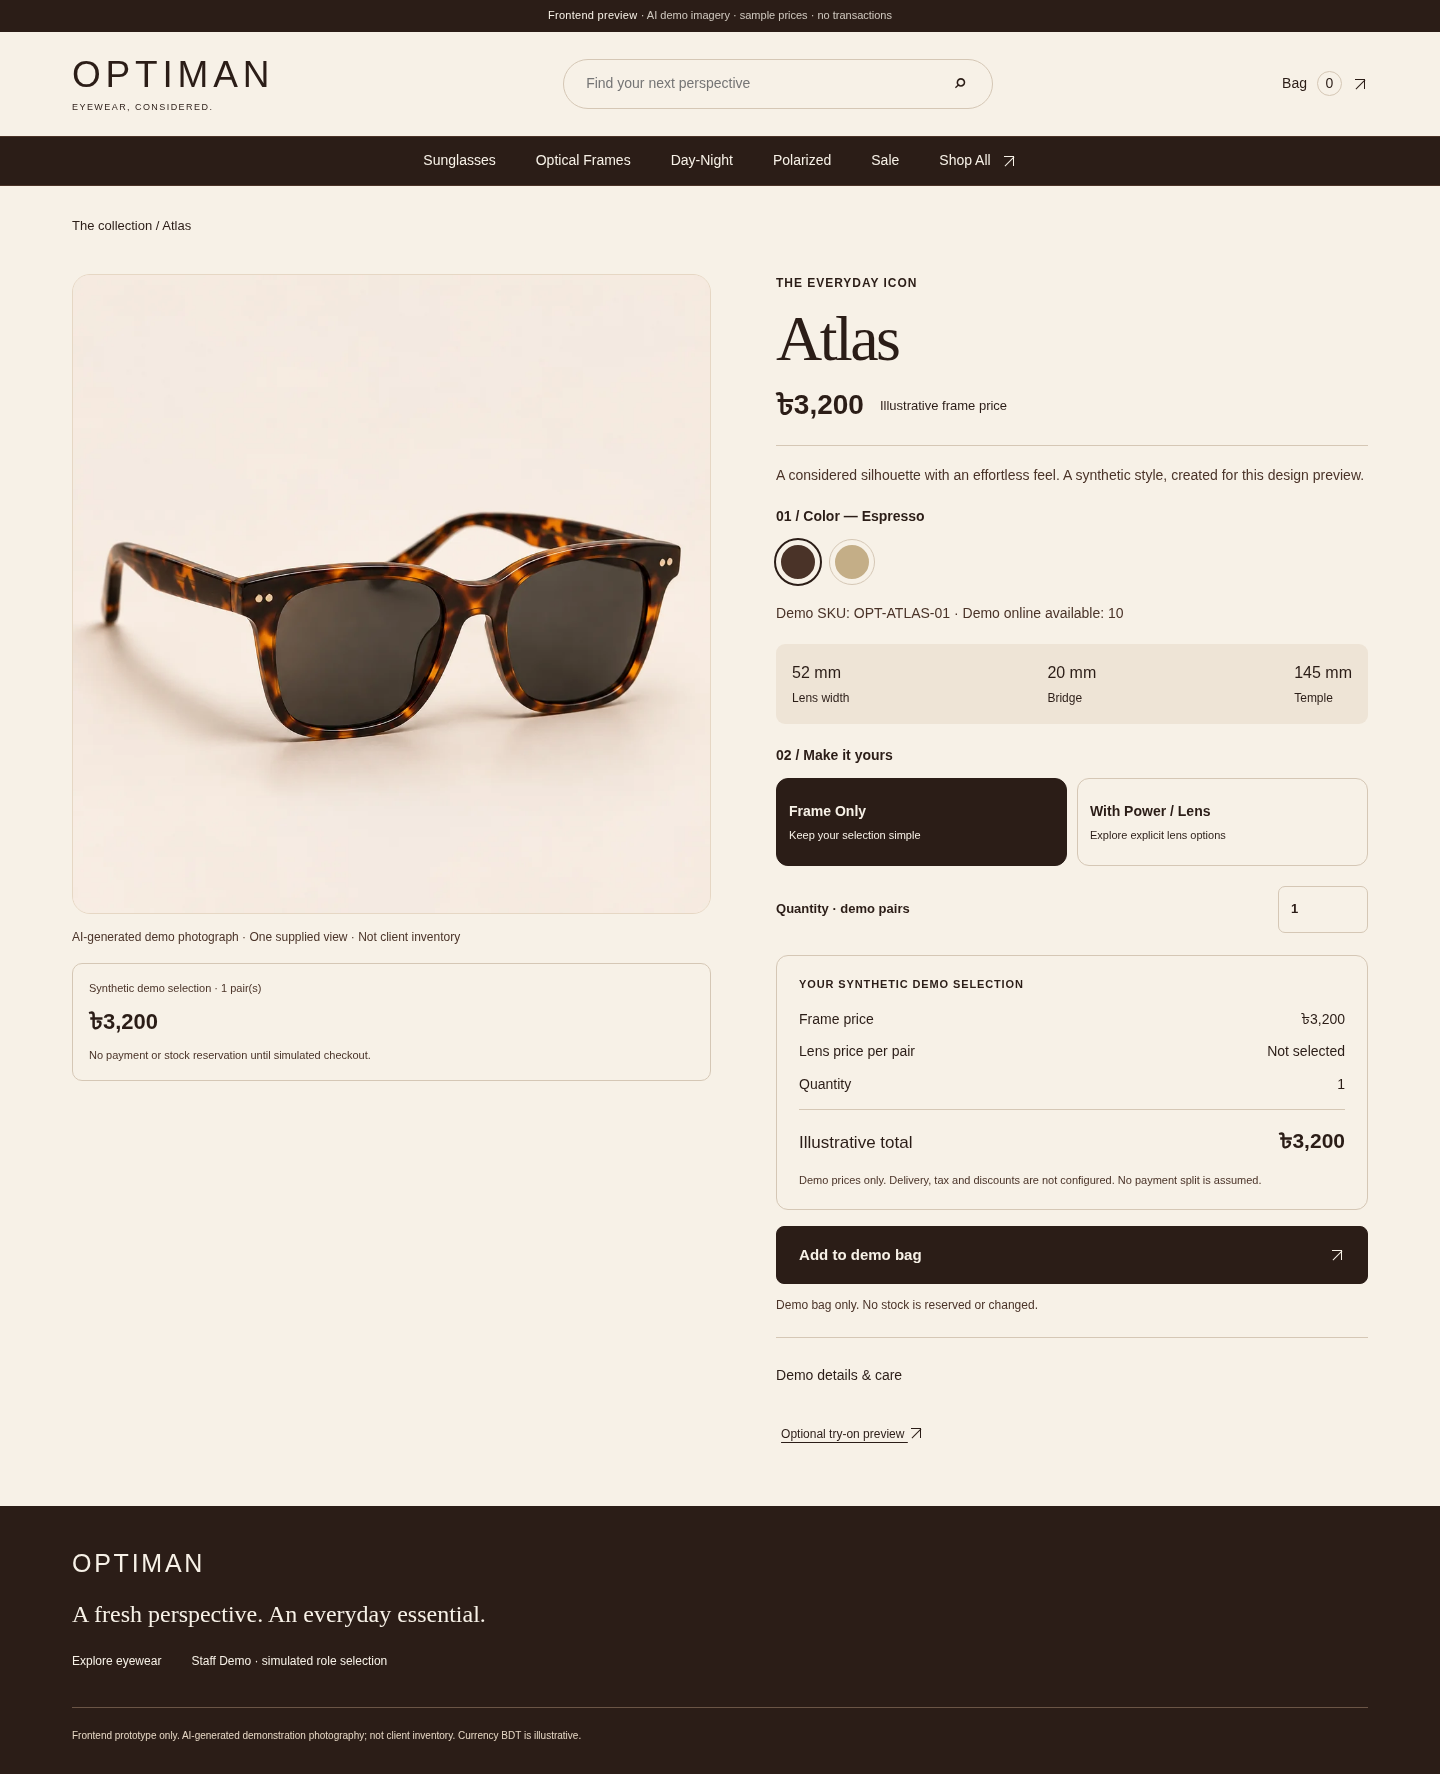 Frontend preview · AI demo imagery · sample prices · no transactions
OPTIMAN
EYEWEAR, CONSIDERED.
Find your next perspective
Bag 0
Sunglasses Optical Frames Day-Night Polarized Sale Shop All
The collection / Atlas
THE EVERYDAY ICON
Atlas
৳3,200 Illustrative frame price
A considered silhouette with an effortless feel. A synthetic style, created for this design preview.
01 / Color — Espresso
Demo SKU: OPT-ATLAS-01 · Demo online available: 10
52 mm 20 mm 145 mm
Lens width Bridge Temple
02 / Make it yours
Frame Only With Power / Lens
Keep your selection simple Explore explicit lens options
Quantity · demo pairs 1
AI-generated demo photograph · One supplied view · Not client inventory
Synthetic demo selection · 1 pair(s)
৳3,200
No payment or stock reservation until simulated checkout.
YOUR SYNTHETIC DEMO SELECTION
Frame price ৳3,200
Lens price per pair Not selected
Quantity 1
Illustrative total ৳3,200
Demo prices only. Delivery, tax and discounts are not configured. No payment split is assumed.
Add to demo bag
Demo bag only. No stock is reserved or changed.
Demo details & care
Optional try-on preview
OPTIMAN
A fresh perspective. An everyday essential.
Explore eyewear Staff Demo · simulated role selection
Frontend prototype only. AI-generated demonstration photography; not client inventory. Currency BDT is illustrative.